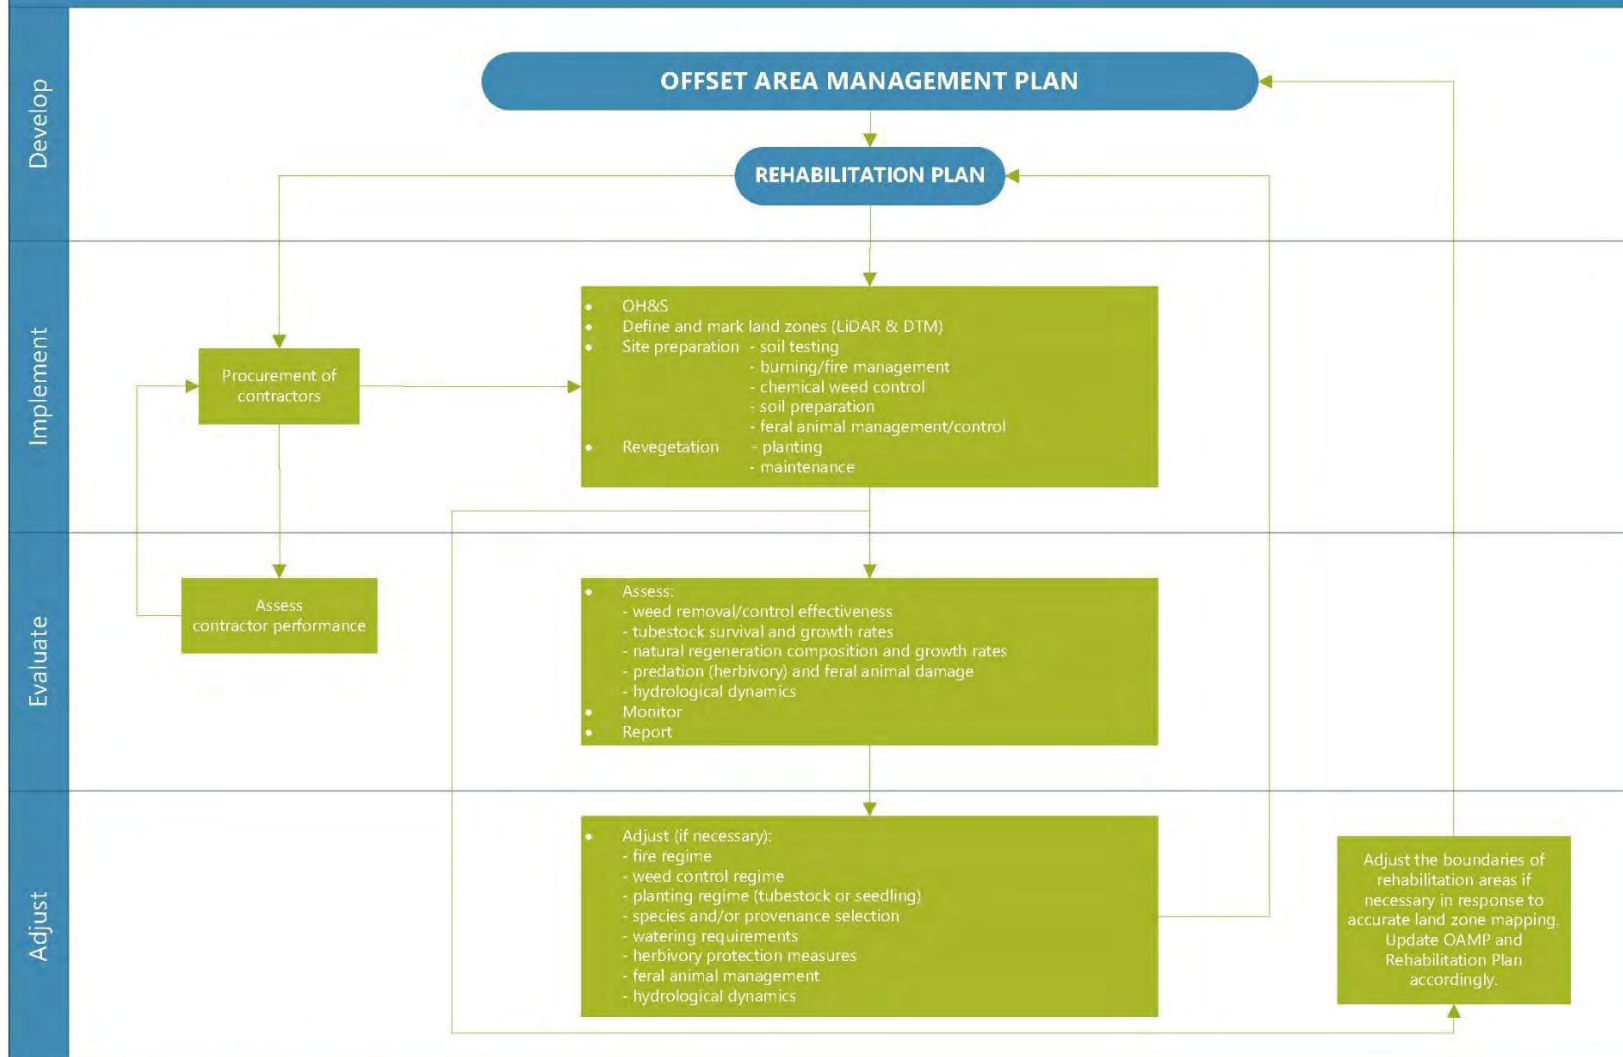 Develop
OFFSET AREA MANAGEMENT PLAN
REHABILITATION PLAN
Implement
Procurement of
contractors
• OH&S
• Define and mark land zones (LiDAR & DTM)
• Site preparation - soil testing
- burning/fire management
- chemical weed control
- soil preparation
- feral animal management/control
• Revegetation - planting
- maintenance
Evaluate
Assess
contractor performance
• Assess:
- weed removal/control effectiveness
- tubestock survival and growth rates
- natural regeneration composition and growth rates
- predation (herbivory) and feral animal damage
- hydrological dynamics
• Monitor
• Report
Adjust
• Adjust (if necessary):
- fire regime
- weed control regime
- planting regime (tubestock or seedling)
- species and/or provenance selection
- watering requirements
- herbivory protection measures
- feral animal management
- hydrological dynamics
Adjust the boundaries of
rehabilitation areas if
necessary in response to
accurate land zone mapping.
Update OAMP and
Rehabilitation Plan
accordingly.